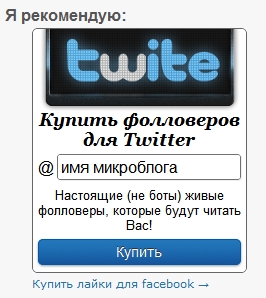 Я рекомендую:
twite
Купить фолловеров
для Twitter
@ имя микроблога
Настоящие (не боты) живые
фолловеры, которые будут читать
Вас!
Купить
Купить лайки для facebook →